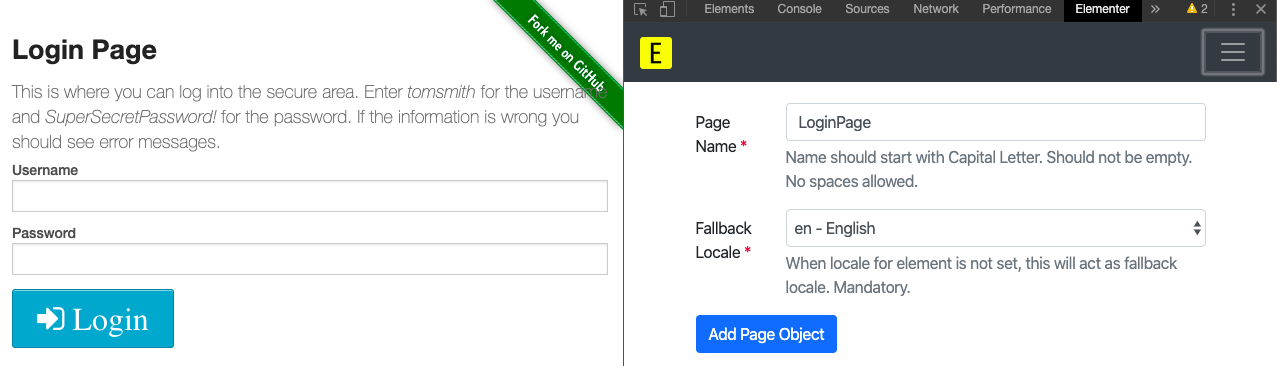 Login Page
Fork me on GitHub
This is where you can log into the secure area. Enter tomsmith for the username
and SuperSecretPassword! for the password. If the information is wrong you
should see error messages.
Username
Password
Login
Elements Console Sources Network Performance Elementer » 2
E
Page
Name *
LoginPage
Name should start with Capital Letter. Should not be empty.
No spaces allowed.
Fallback
Locale *
en - English
When locale for element is not set, this will act as fallback
locale. Mandatory.
Add Page Object